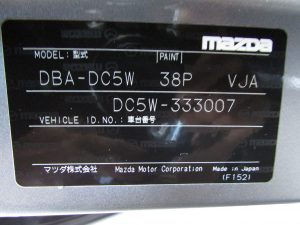 mazda
MODEL: 型式 PAINT
DBA-DC5W 38P VJA
DC5W-333007
VEHICLE ID.NO.: 車台番号
マツダ株式会社 Mazda Motor Corporation Made in Japan
(F152)